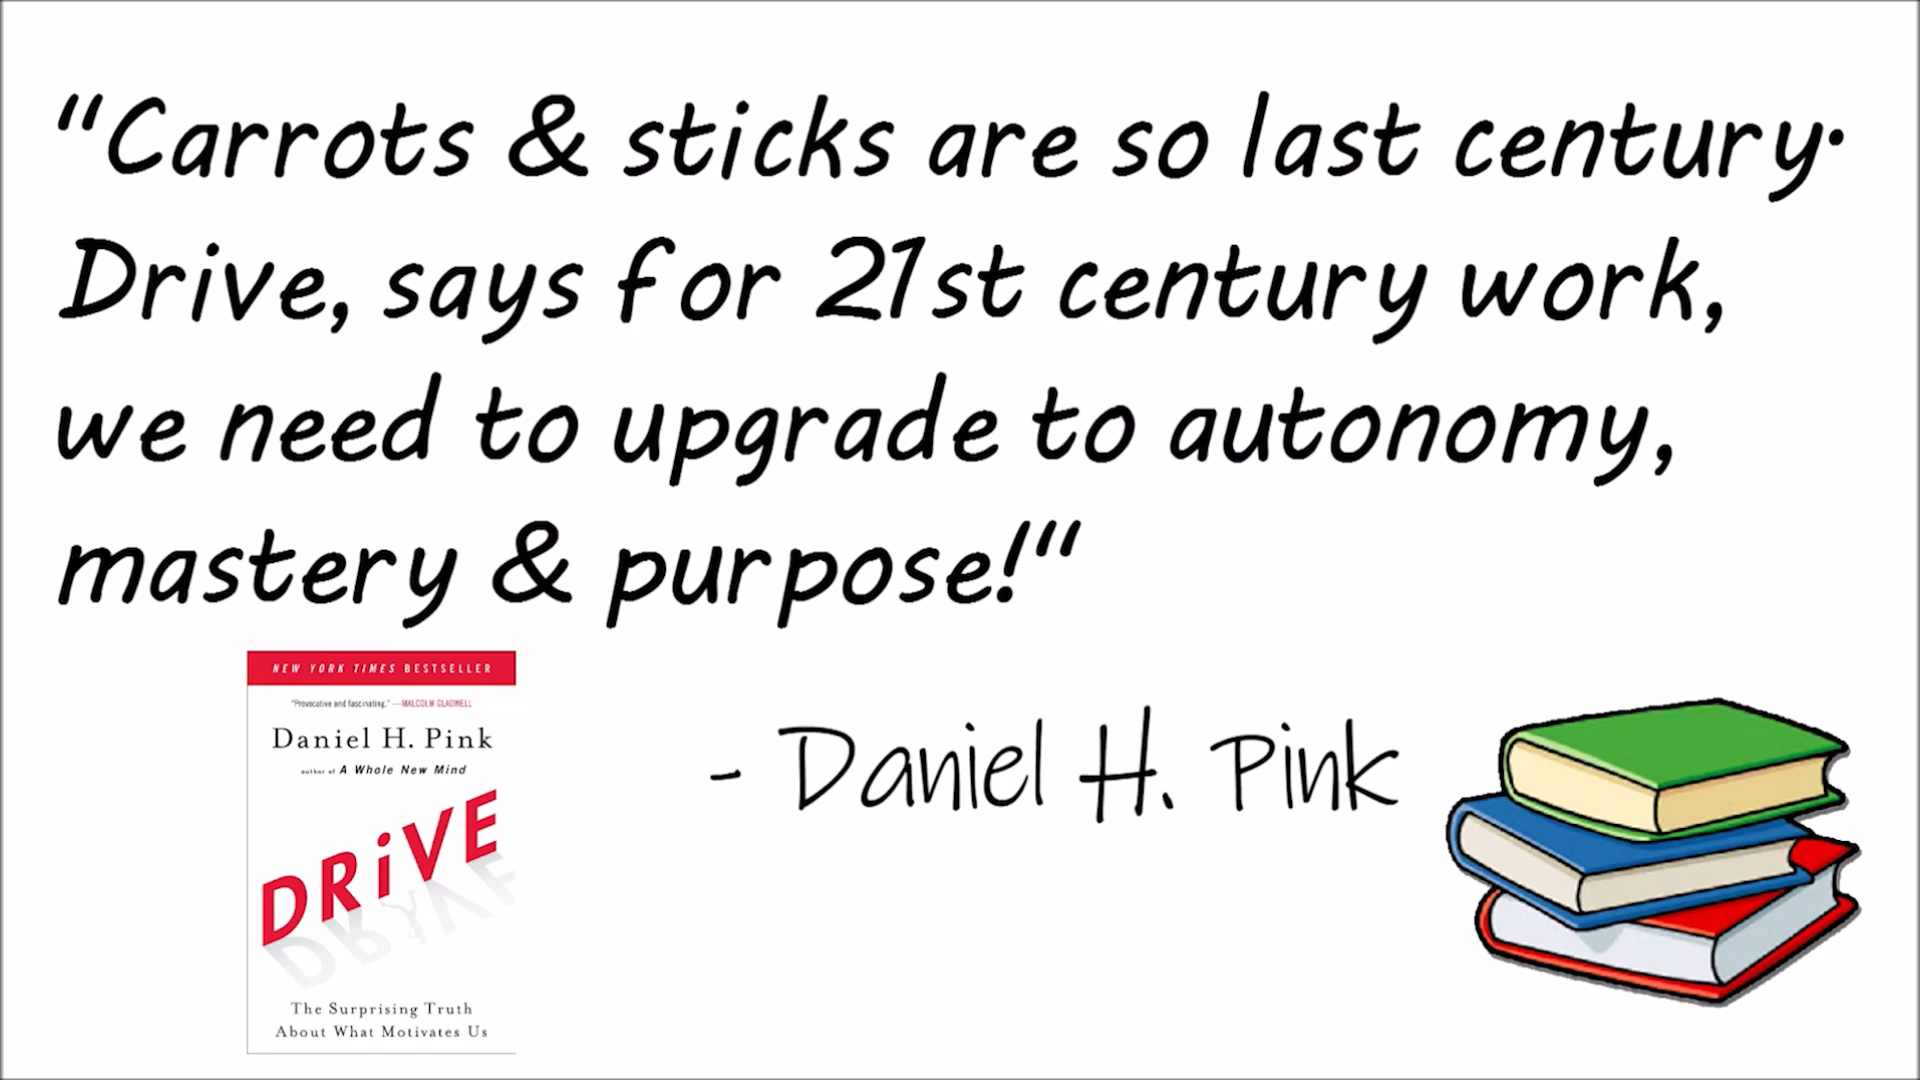 “Carrots & sticks are so last century.
Drive, says for 21st century work,
we need to upgrade to autonomy,
mastery & purpose!“
NEW YORK TIMES BESTSELLER
"Provocative and fascinating." —MALCOLM GLADWELL
Daniel H. Pink
author of A Whole New Mind
DRiVE
The Surprising Truth
About What Motivates Us
- Daniel H. Pink